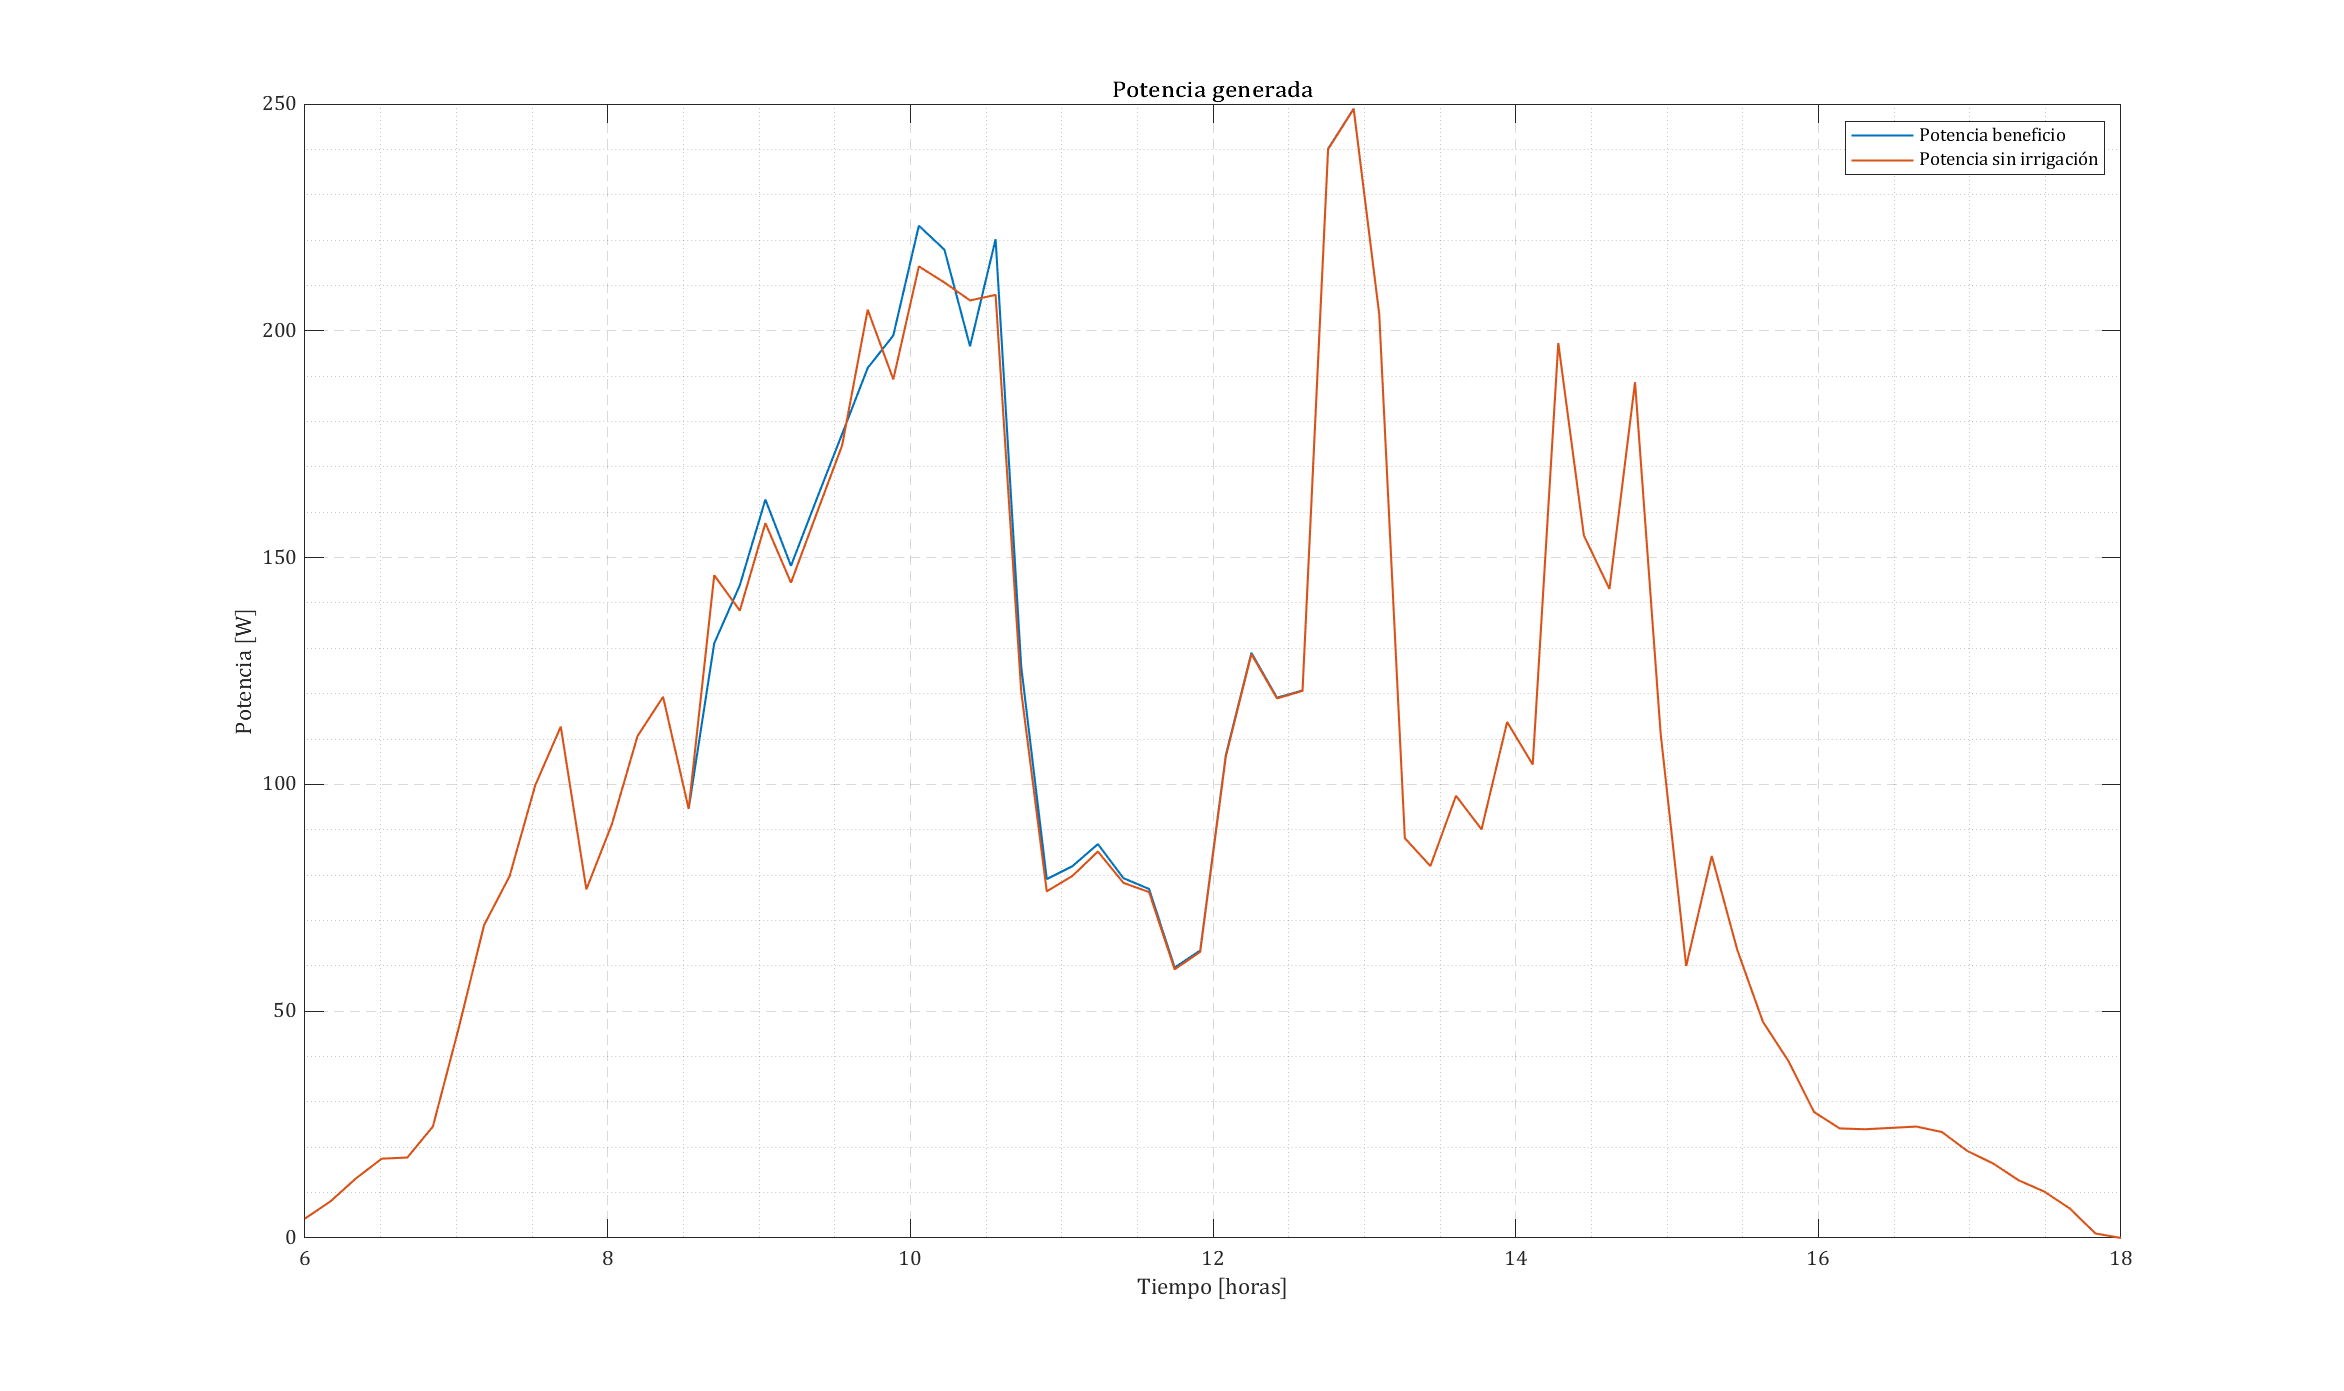 Potencia generada
250
200
150
100
50
0
Potencia [W]
Potencia beneficio
Potencia sin irrigación
6 8 10 12 14 16 18
Tiempo [horas]